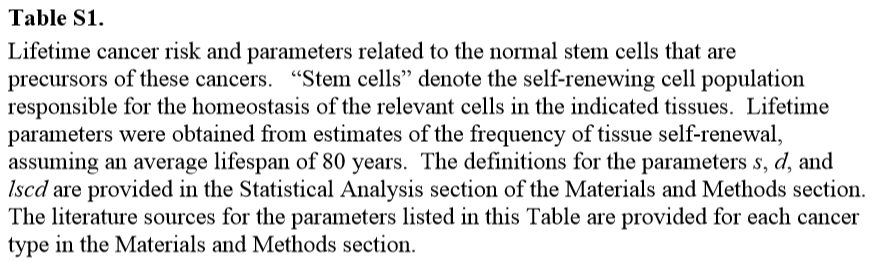 Table S1.
Lifetime cancer risk and parameters related to the normal stem cells that are
precursors of these cancers.   “Stem cells” denote the self-renewing cell population
responsible for the homeostasis of the relevant cells in the indicated tissues.  Lifetime
parameters were obtained from estimates of the frequency of tissue self-renewal,
assuming an average lifespan of 80 years.  The definitions for the parameters s, d, and
lscd are provided in the Statistical Analysis section of the Materials and Methods section.
The literature sources for the parameters listed in this Table are provided for each cancer
type in the Materials and Methods section.